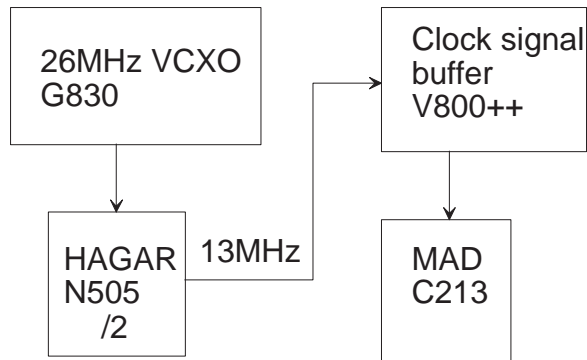 26MHz VCXO
G830
Clock signal
buffer
V800++
HAGAR
N505
/2
13MHz
MAD
C213